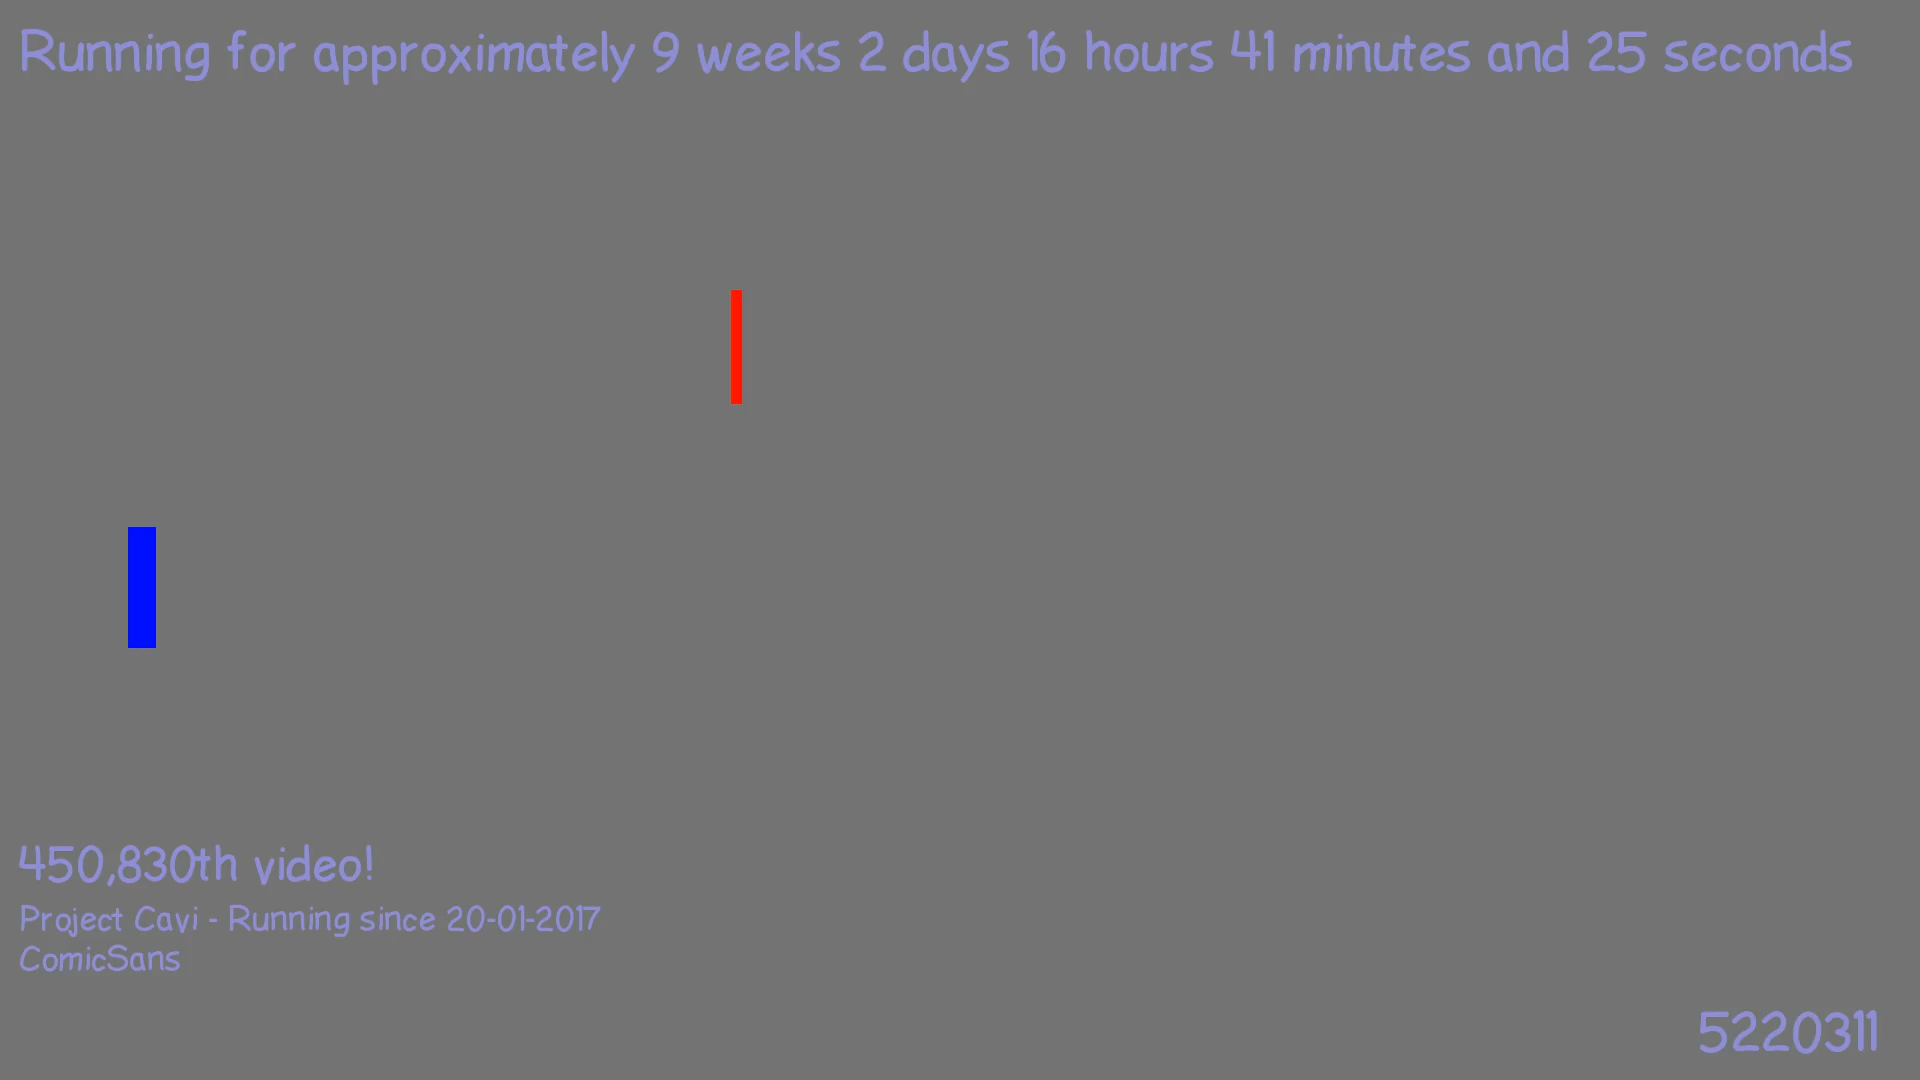 Running for approximately 9 weeks 2 days 16 hours 41 minutes and 25 seconds
450,830th video!
Project Cavi - Running since 20-01-2017
ComicSans
5220311